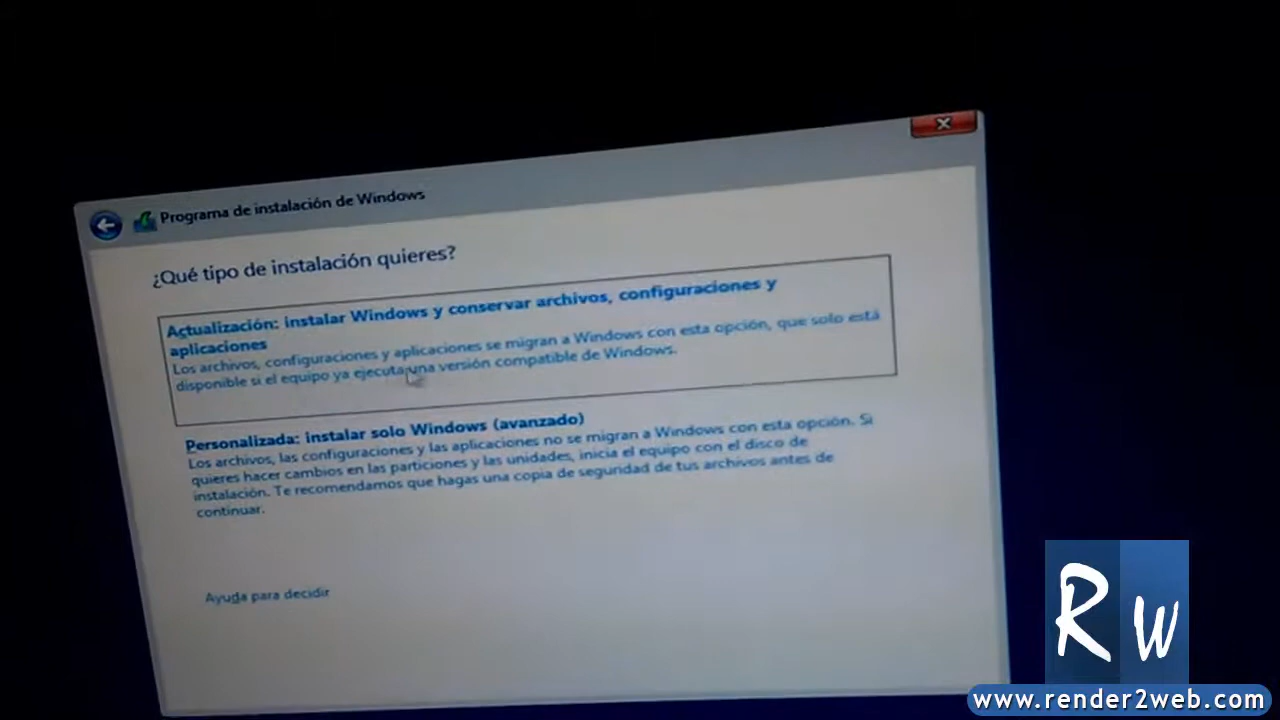 Programa de instalación de Windows
¿Qué tipo de instalación quieres?
Actualización: instalar Windows y conservar archivos, configuraciones y
aplicaciones
Los archivos, configuraciones y aplicaciones se migran a Windows con esta opción, que solo está
disponible si el equipo ya ejecuta una versión compatible de Windows.
Personalizada: instalar solo Windows (avanzado)
Los archivos, las configuraciones y las aplicaciones no se migran a Windows con esta opción. Si
quieres hacer cambios en las particiones y las unidades, inicia el equipo con el disco de
instalación. Te recomendamos que hagas una copia de seguridad de tus archivos antes de
continuar.
Ayuda para decidir
RW
www.render2web.com